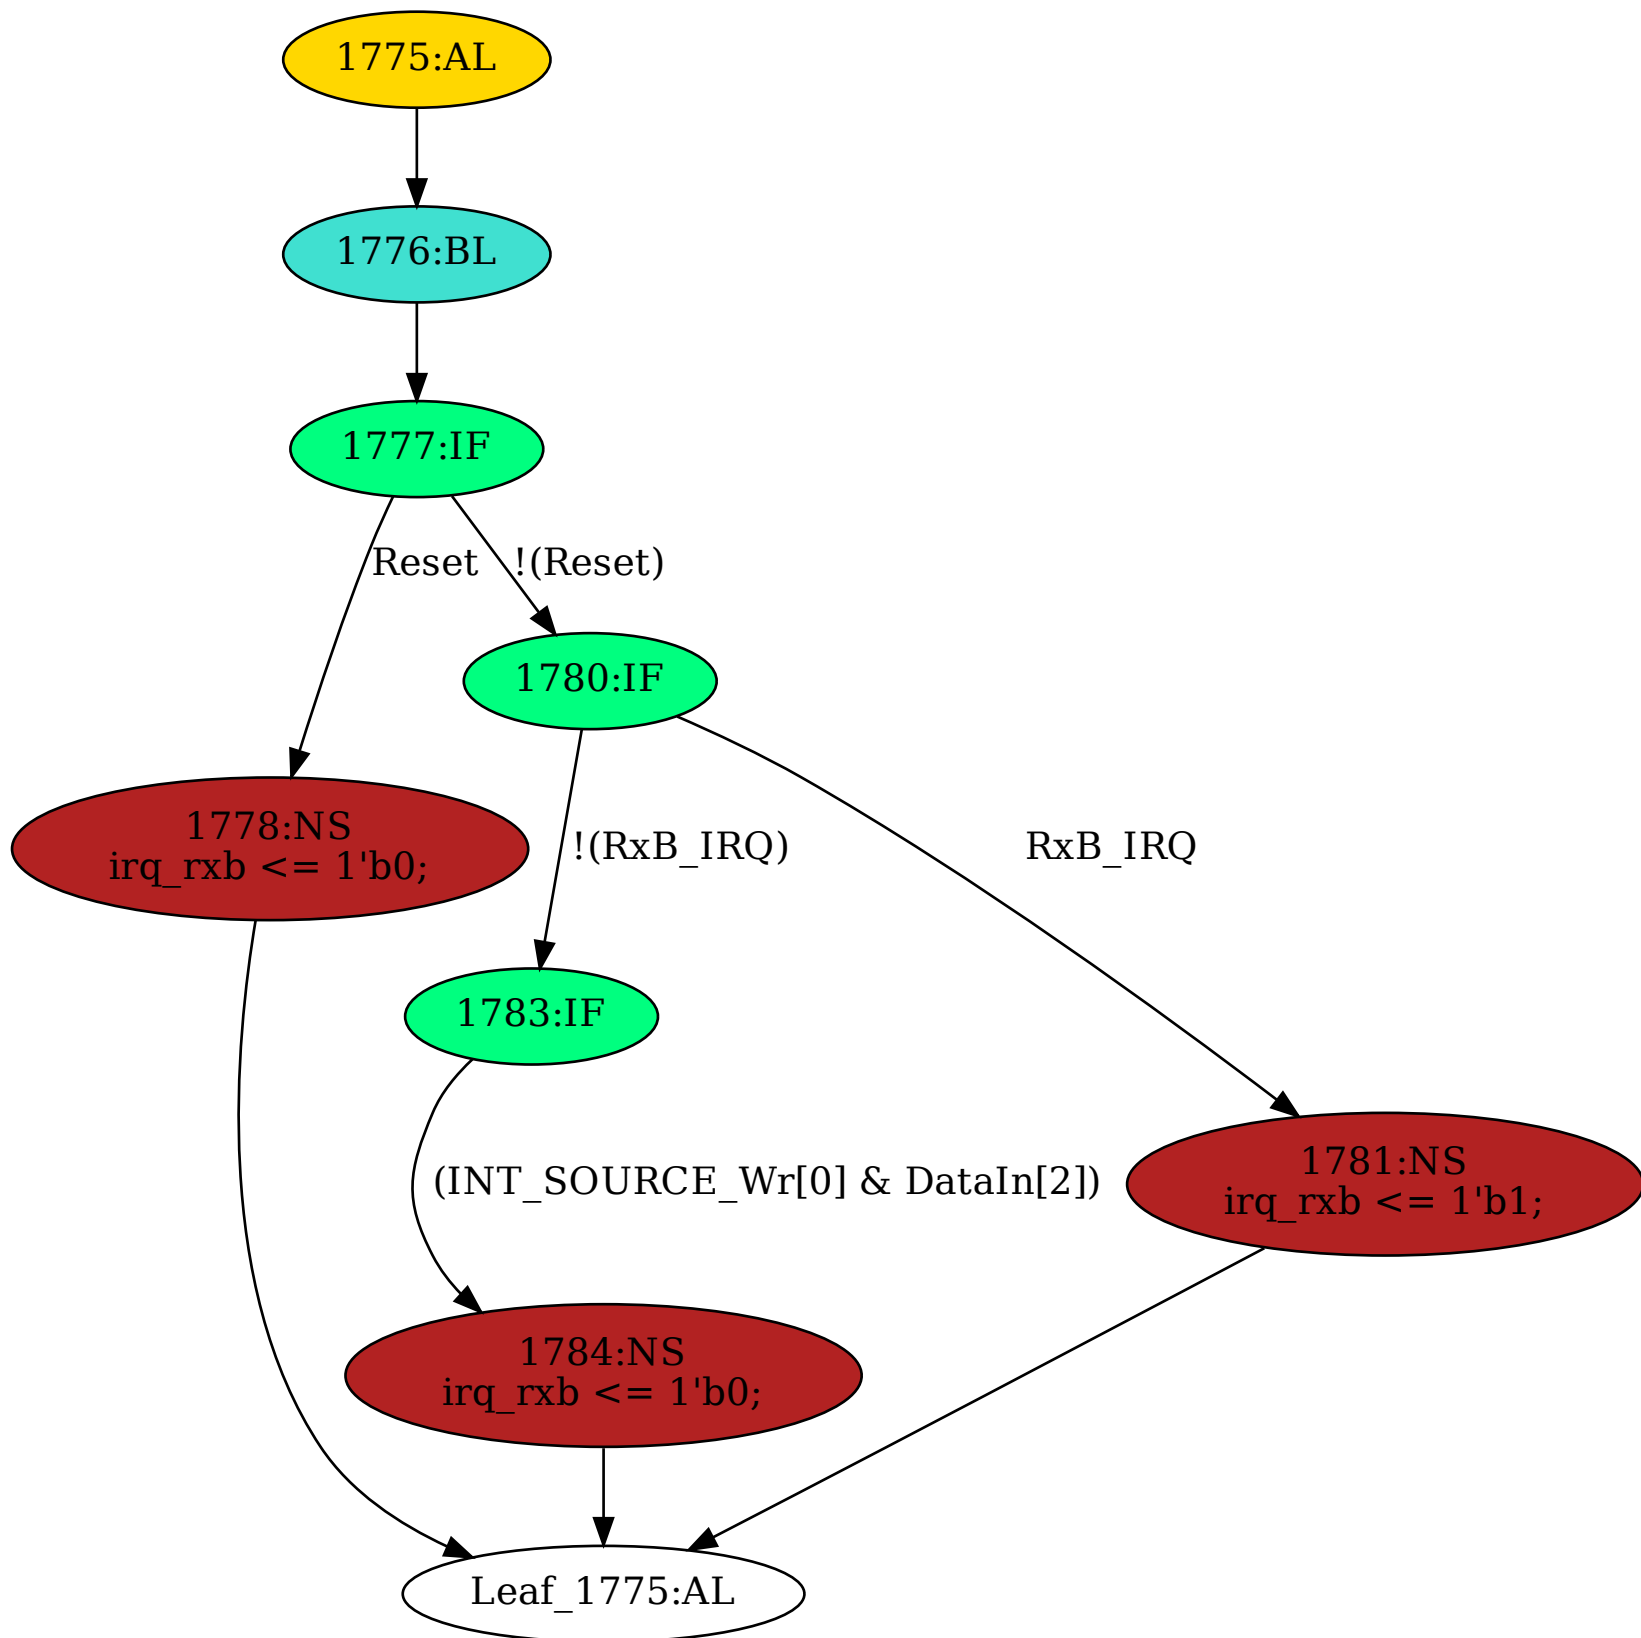 1775:AL
1776:BL
1777:IF
Reset
!(Reset)
1780:IF
1778:NS
irq_rxb <= 1'b0;
!(RxB_IRQ)
RxB_IRQ
1783:IF
(INT_SOURCE_Wr[0] & DataIn[2])
1781:NS
irq_rxb <= 1'b1;
1784:NS
irq_rxb <= 1'b0;
Leaf_1775:AL